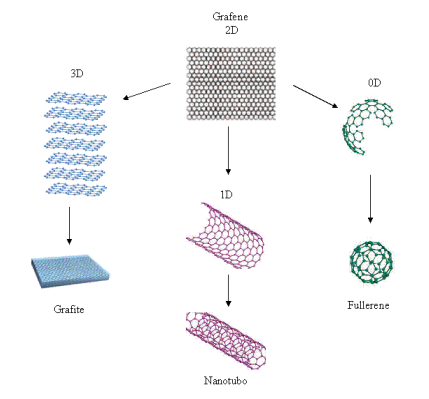 Grafene
2D
3D
0D
1D
Grafite
Fullerene
Nanotubo